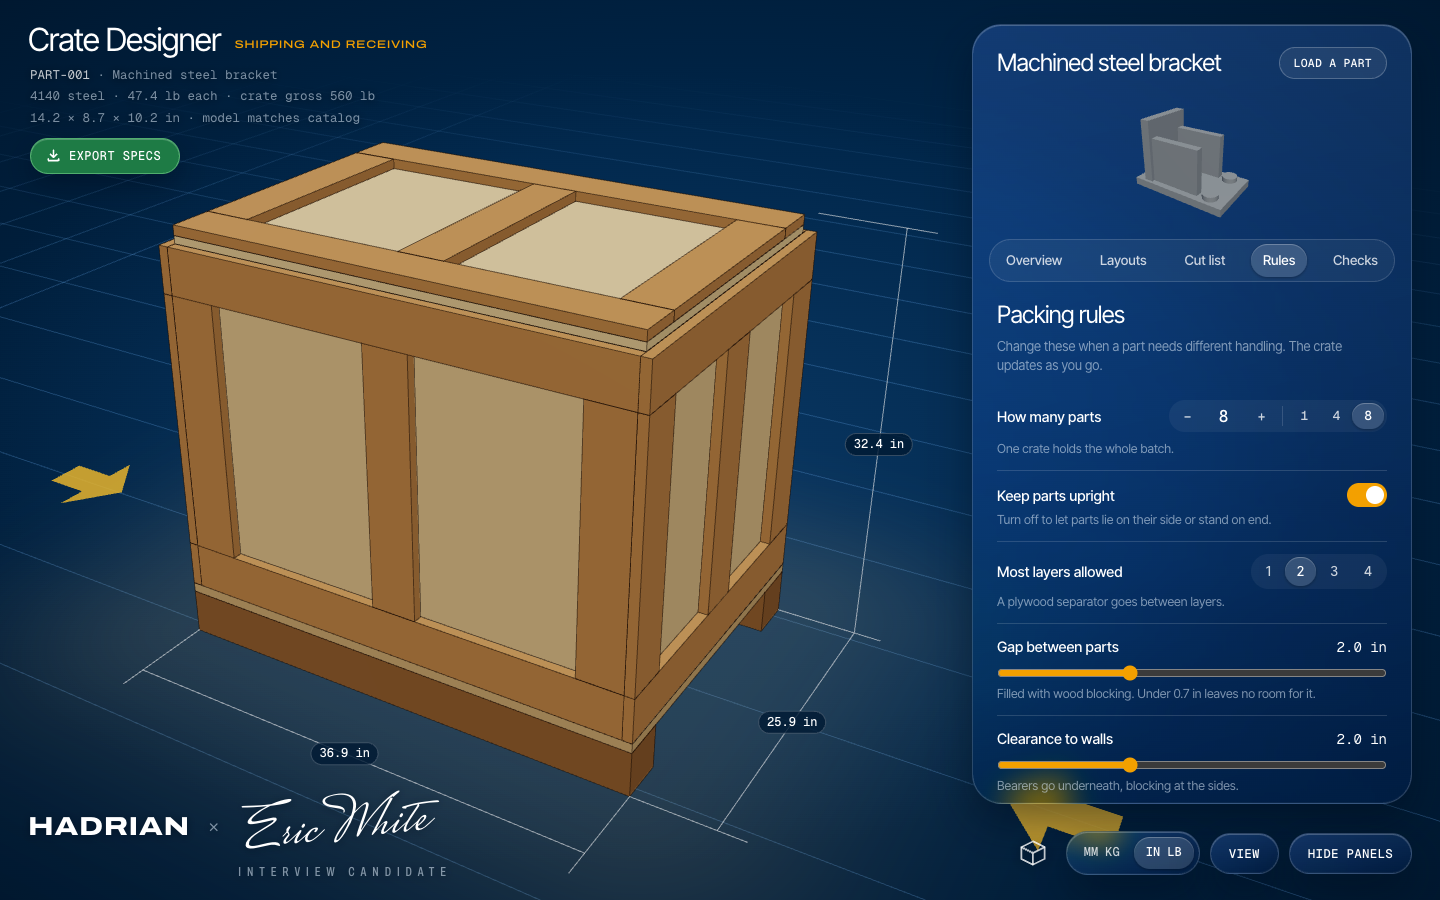 Crate Designer SHIPPING AND RECEIVING
PART-001 · Machined steel bracket
4140 steel · 47.4 lb each · crate gross 560 lb
14.2 × 8.7 × 10.2 in · model matches catalog
EXPORT SPECS
32.4 in
25.9 in
36.9 in
HADRIAN × Eric White
INTERVIEW CANDIDATE
Machined steel bracket LOAD A PART
Overview Layouts Cut list Rules Checks
Packing rules
Change these when a part needs different handling. The crate
updates as you go.
How many parts − 8 + 1 4 8
One crate holds the whole batch.
Keep parts upright
Turn off to let parts lie on their side or stand on end.
Most layers allowed 1 2 3 4
A plywood separator goes between layers.
Gap between parts 2.0 in
Filled with wood blocking. Under 0.7 in leaves no room for it.
Clearance to walls 2.0 in
Bearers go underneath, blocking at the sides.
MM KG IN LB VIEW HIDE PANELS